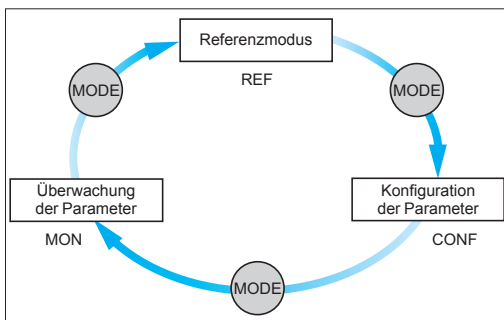 Referenzmodus
REF
MODE
MODE
Überwachung
der Parameter
MON
Konfiguration
der Parameter
CONF
MODE